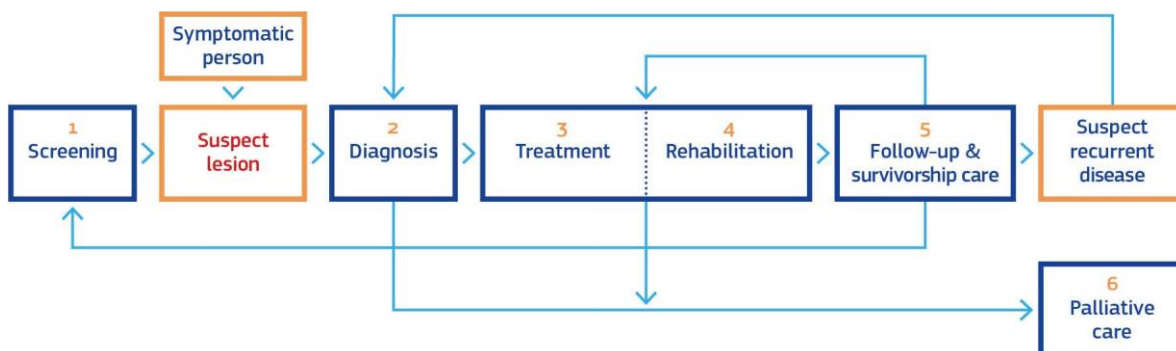 Symptomatic
person
1
Screening
Suspect
lesion
2
Diagnosis
3
Treatment
4
Rehabilitation
5
Follow-up &
survivorship care
Suspect
recurrent
disease
6
Palliative
care